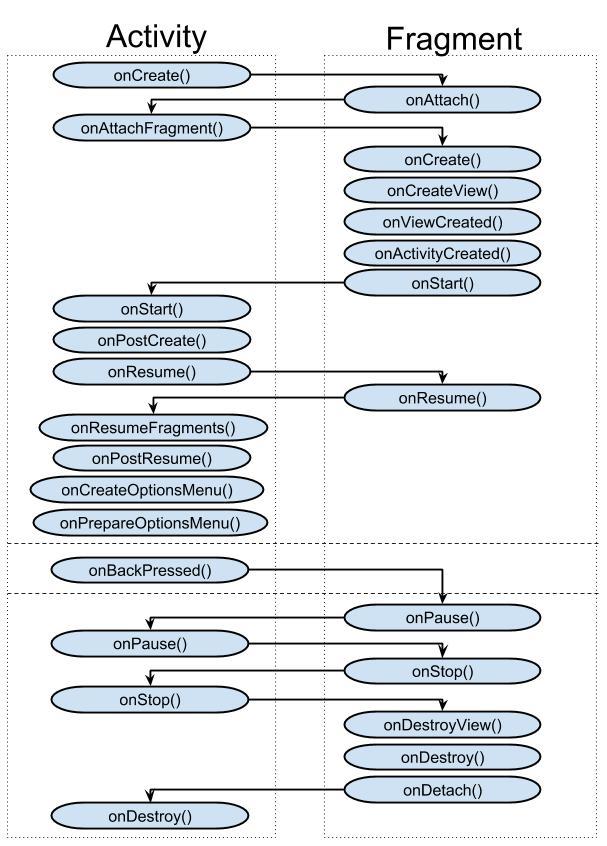 Activity Fragment
onCreate()
onAttach()
onAttachFragment()
onCreate()
onCreateView()
onViewCreated()
onActivityCreated()
onStart()
onStart()
onPostCreate()
onResume()
onResume()
onResumeFragments()
onPostResume()
onCreateOptionsMenu()
onPrepareOptionsMenu()
onBackPressed()
onPause()
onPause()
onStop()
onStop()
onDestroyView()
onDestroy()
onDetach()
onDestroy()